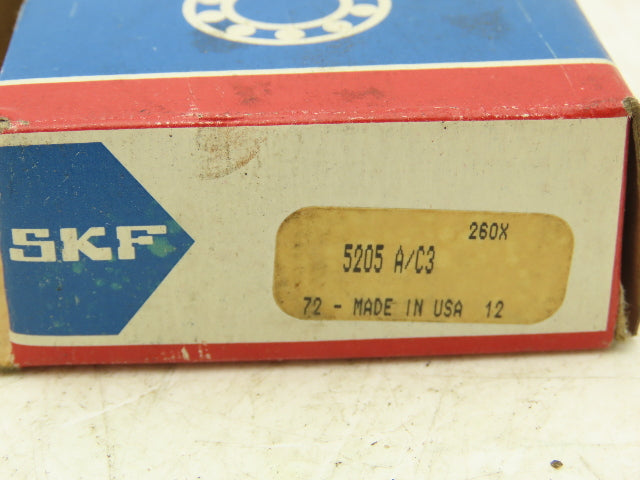 SKF
260X
5205 A/C3
72 - MADE IN USA 12